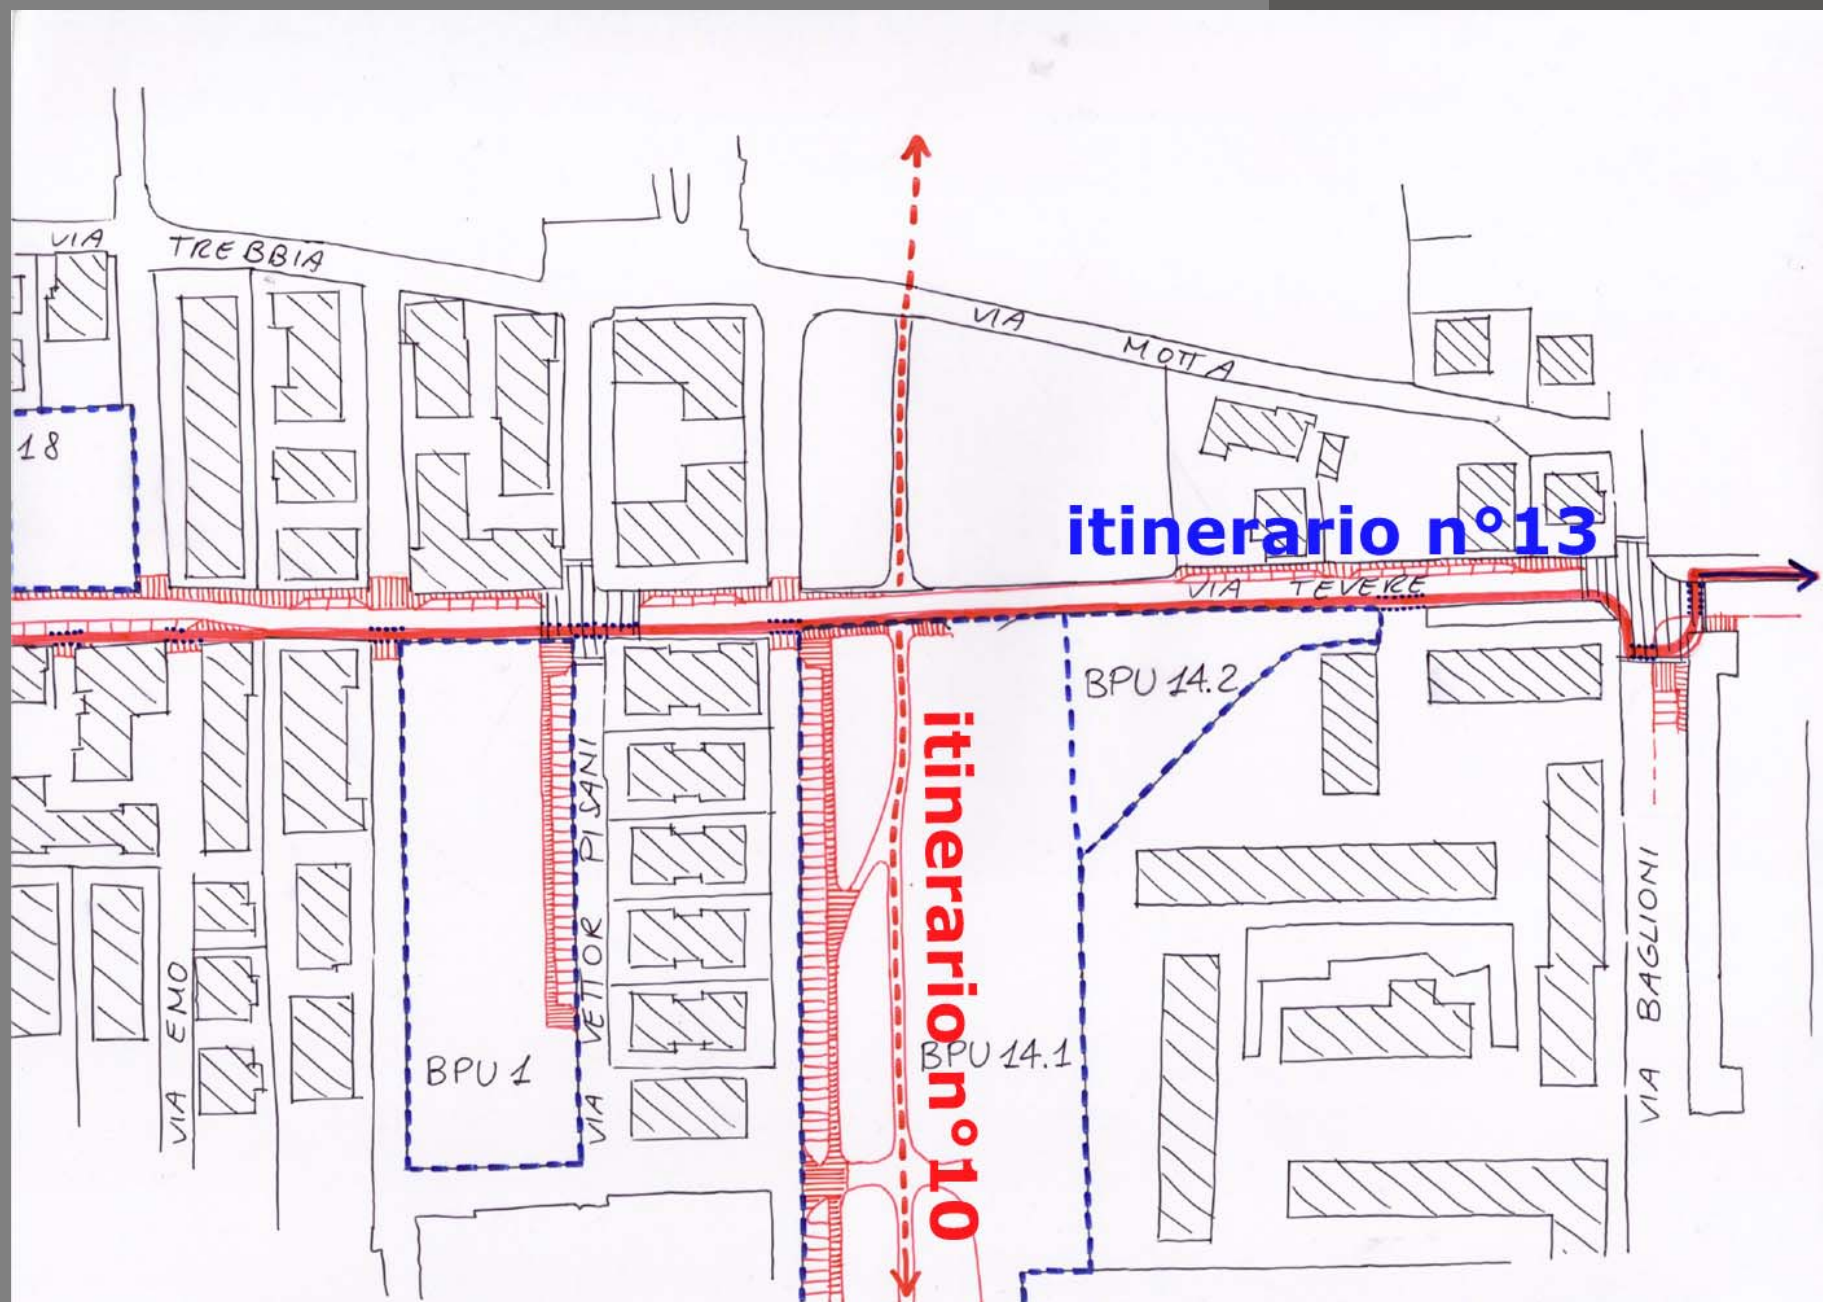 VIA TREBBIA
VIA MOTTA
18
itinerario n°13
VIA TEVERE
BPU 14.2
itinerario n°10
VIA VETTOR PISANI
VIA BAGLIONI
VIA EMO
BPU 1
BPU 14.1